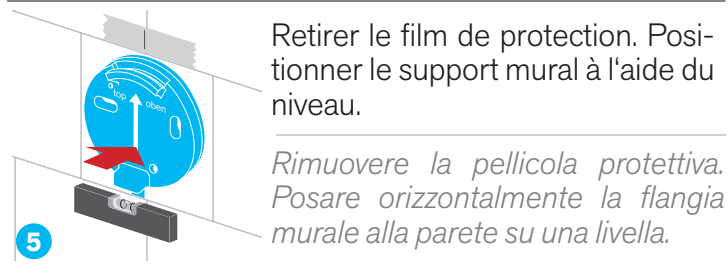 top
oben
5
Retirer le film de protection. Posi-
tionner le support mural à l‘aide du
niveau.
Rimuovere la pellicola protettiva.
Posare orizzontalmente la flangia
murale alla parete su una livella.